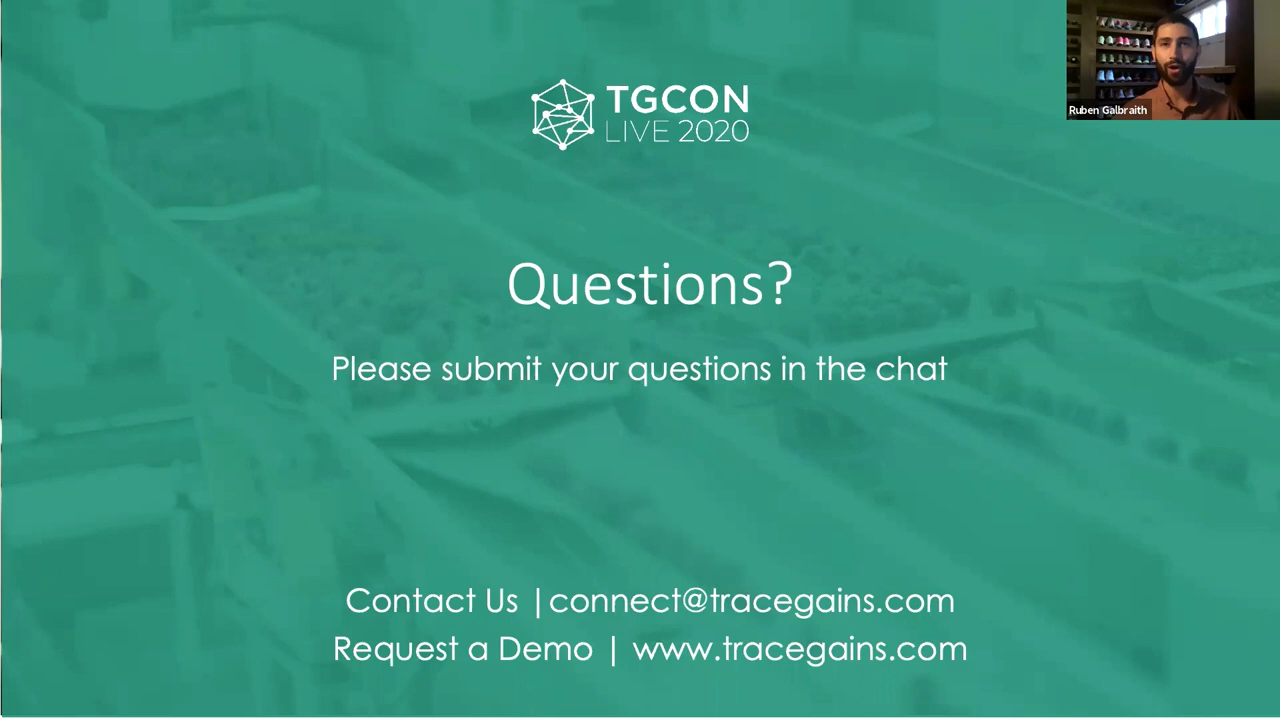 TGCON
LIVE 2020
Ruben Galbraith
Questions?
Please submit your questions in the chat
Contact Us |connect@tracegains.com
Request a Demo | www.tracegains.com